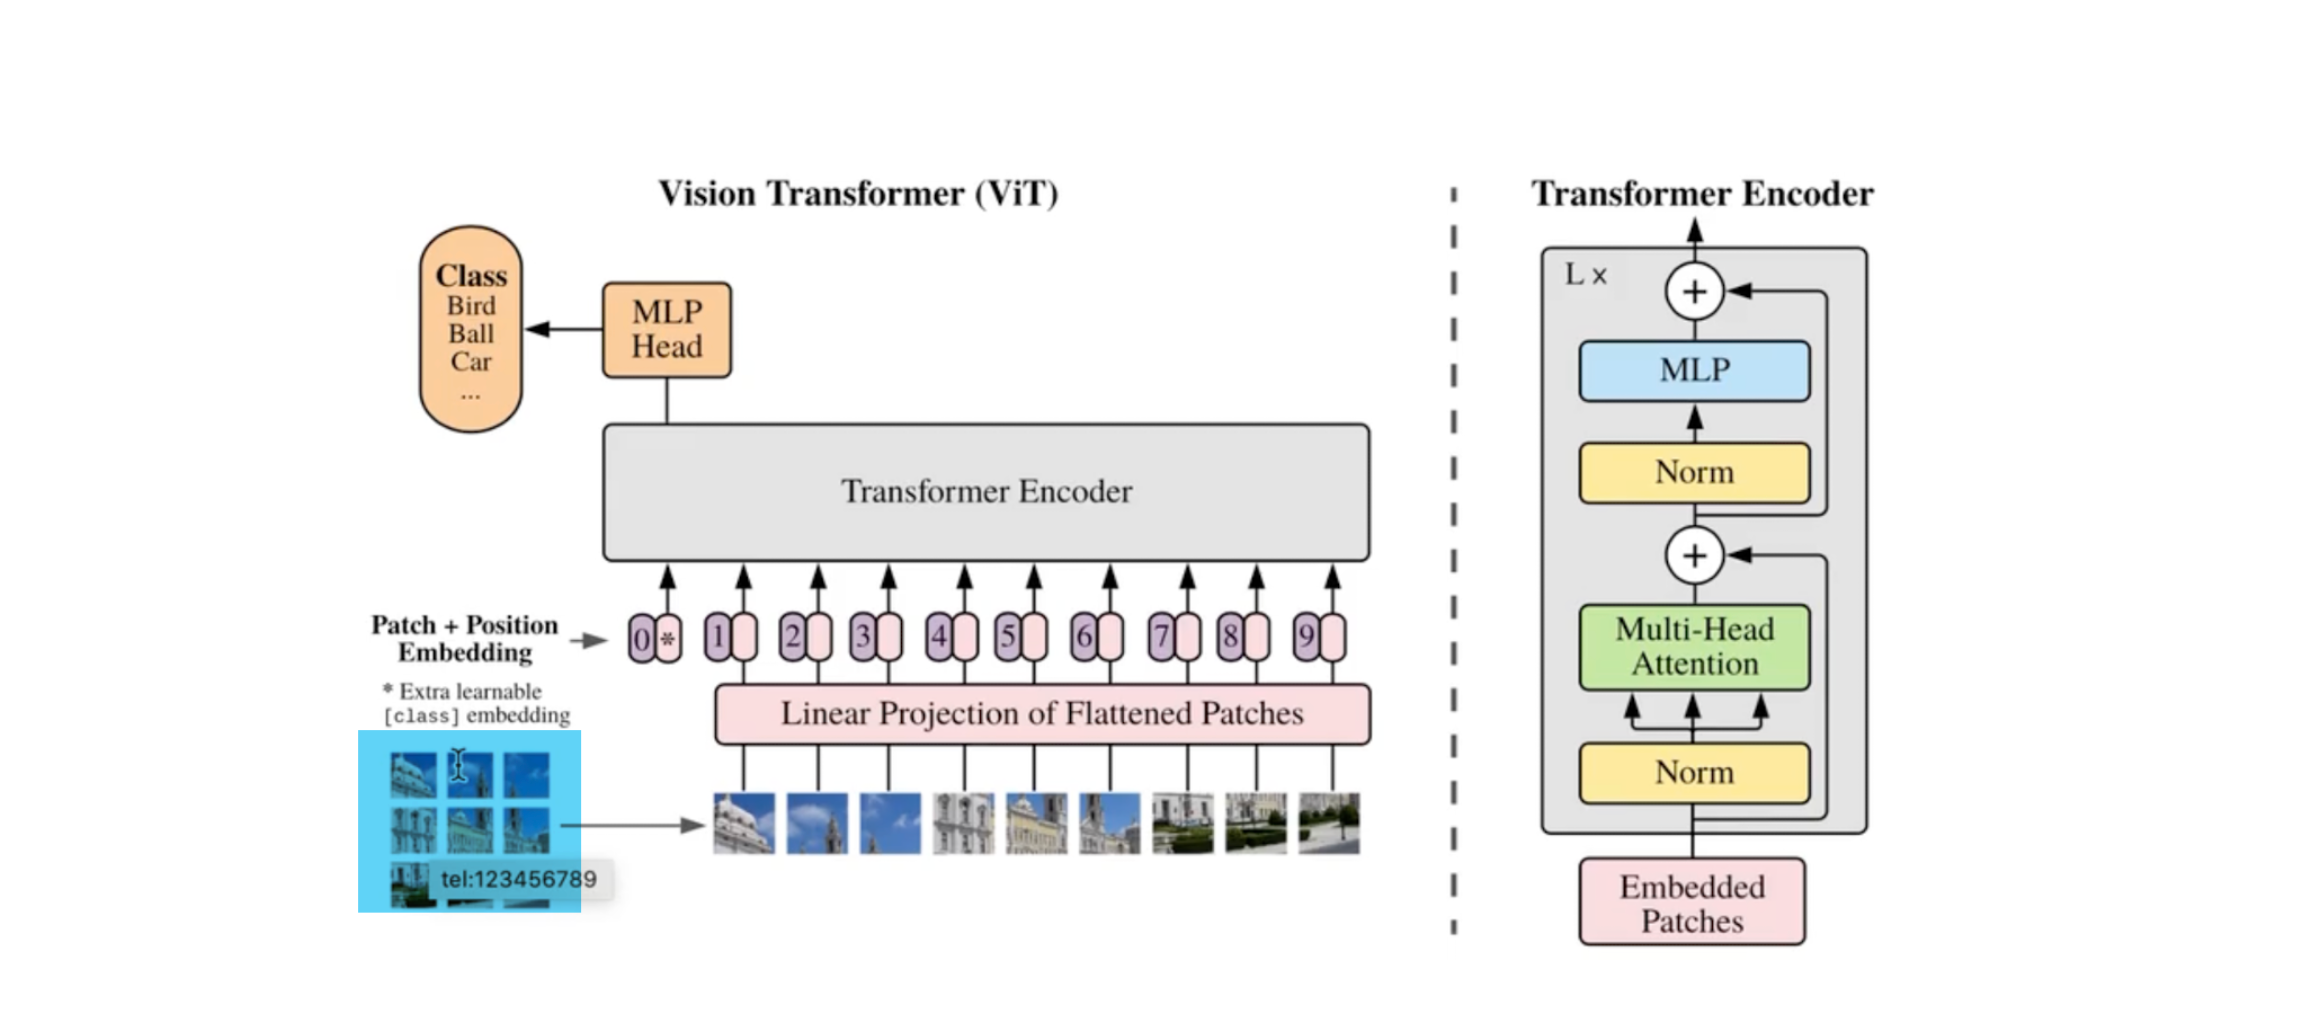 Vision Transformer (ViT)
Class
Bird
Ball
Car
...
MLP
Head
Transformer Encoder
Patch + Position
Embedding
0 * 1 2 3 4 5 6 7 8 9
* Extra learnable
[class] embedding
Linear Projection of Flattened Patches
tel:123456789
Transformer Encoder
L x
+
MLP
Norm
+
Multi-Head
Attention
Norm
Embedded
Patches